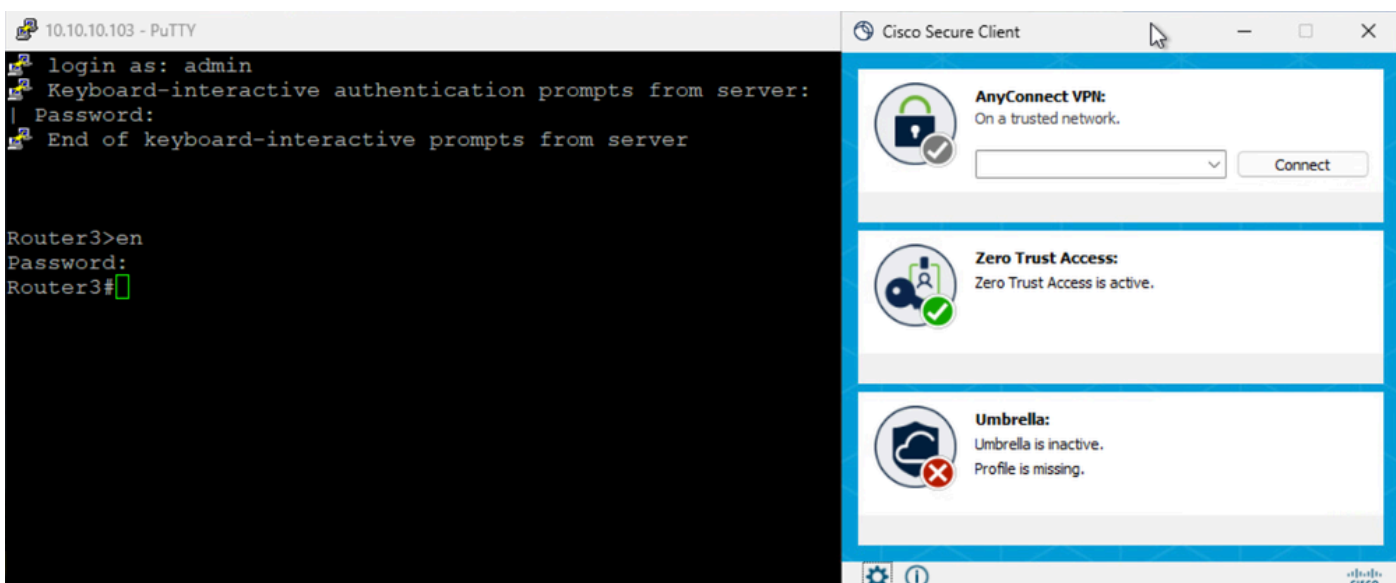 10.10.10.103 - PuTTY
login as: admin
Keyboard-interactive authentication prompts from server:
| Password:
End of keyboard-interactive prompts from server
Router3>en
Password:
Router3#
Cisco Secure Client
AnyConnect VPN:
On a trusted network.
Connect
Zero Trust Access:
Zero Trust Access is active.
Umbrella:
Umbrella is inactive.
Profile is missing.